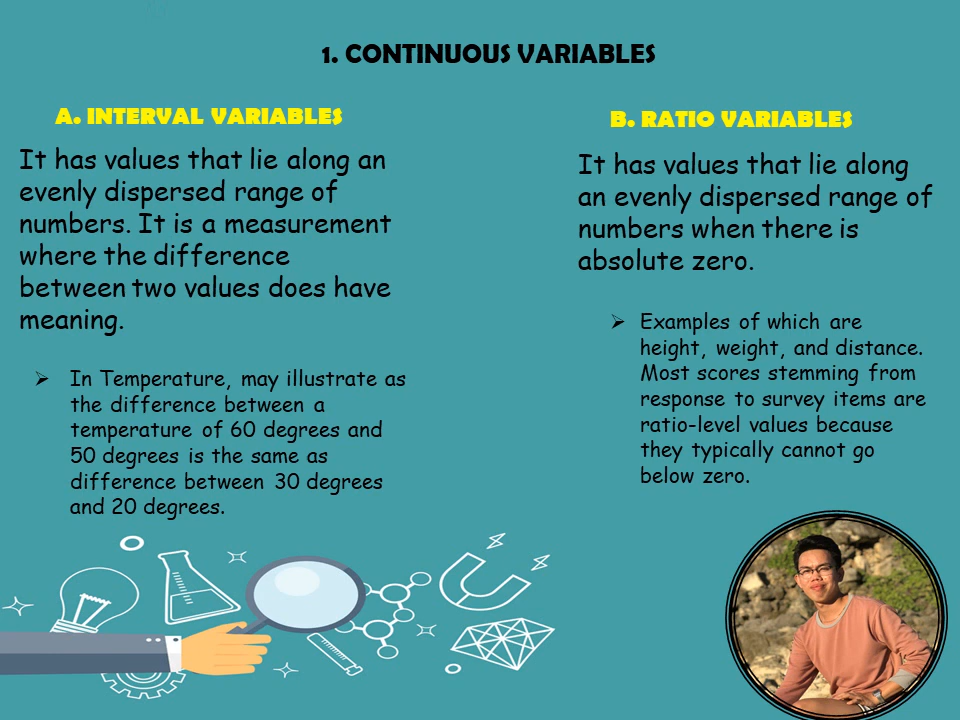 1. CONTINUOUS VARIABLES
A. INTERVAL VARIABLES
It has values that lie along an
evenly dispersed range of
numbers. It is a measurement
where the difference
between two values does have
meaning.
➢ In Temperature, may illustrate as
the difference between a
temperature of 60 degrees and
50 degrees is the same as
difference between 30 degrees
and 20 degrees.
B. RATIO VARIABLES
It has values that lie along
an evenly dispersed range of
numbers when there is
absolute zero.
➢ Examples of which are
height, weight, and distance.
Most scores stemming from
response to survey items are
ratio-level values because
they typically cannot go
below zero.